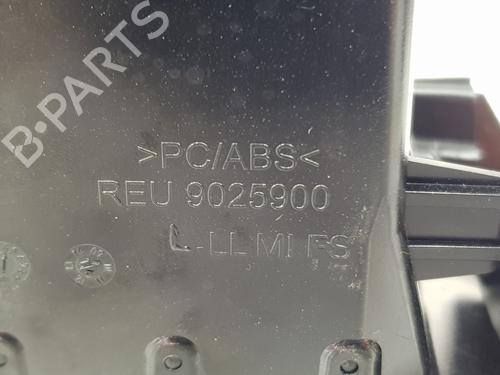 B-PARTS
>PC/ABS<
REU 9025900
L-LL MI FS